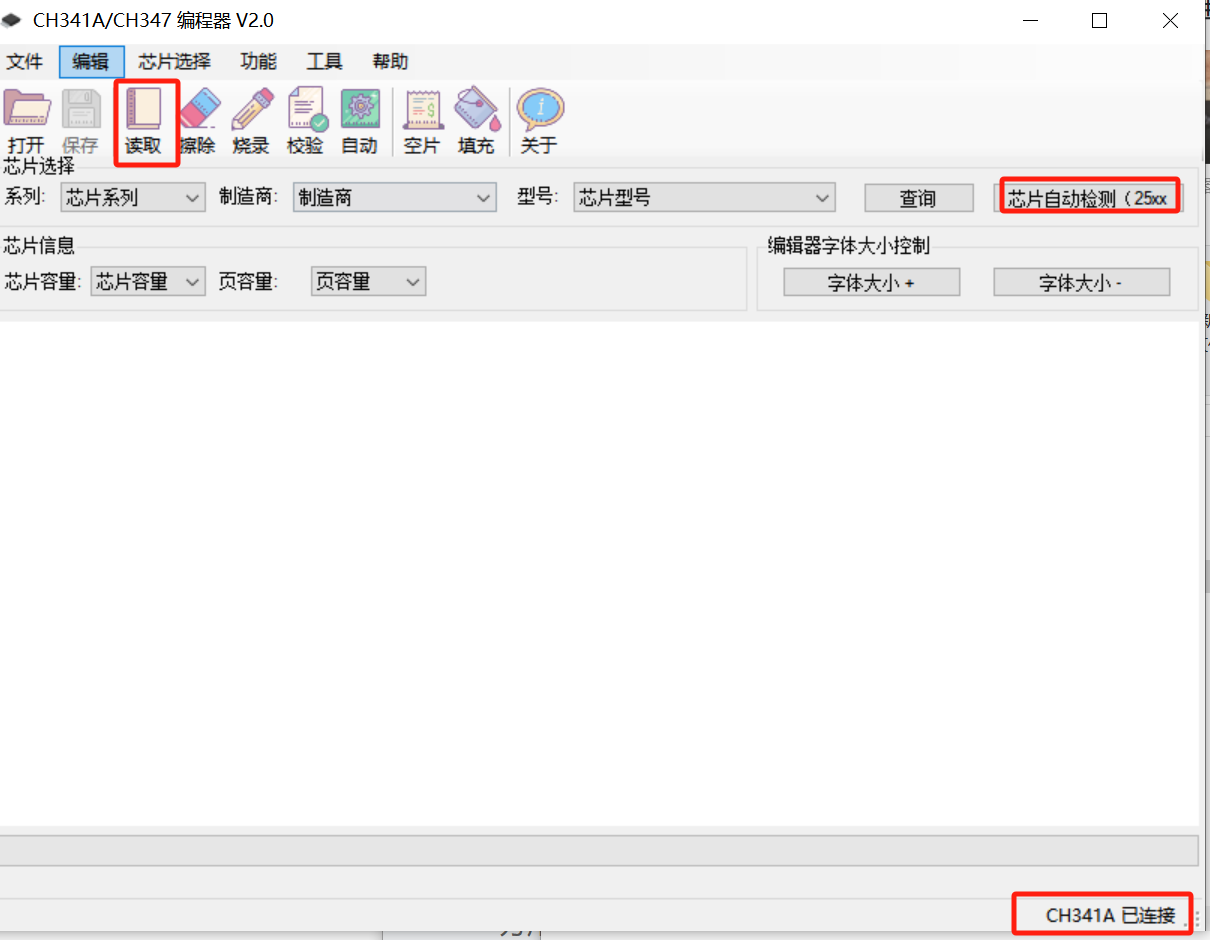 CH341A/CH347 编程器 V2.0
文件 编辑 芯片选择 功能 工具 帮助
打开 保存 读取 擦除 烧录 校验 自动 空片 填充 关于
芯片选择
系列: 芯片系列 制造商: 制造商 型号: 芯片型号 查询 芯片自动检测（25xx
芯片信息 编辑器字体大小控制
芯片容量: 芯片容量 页容量: 页容量 字体大小 + 字体大小 -
CH341A 已连接